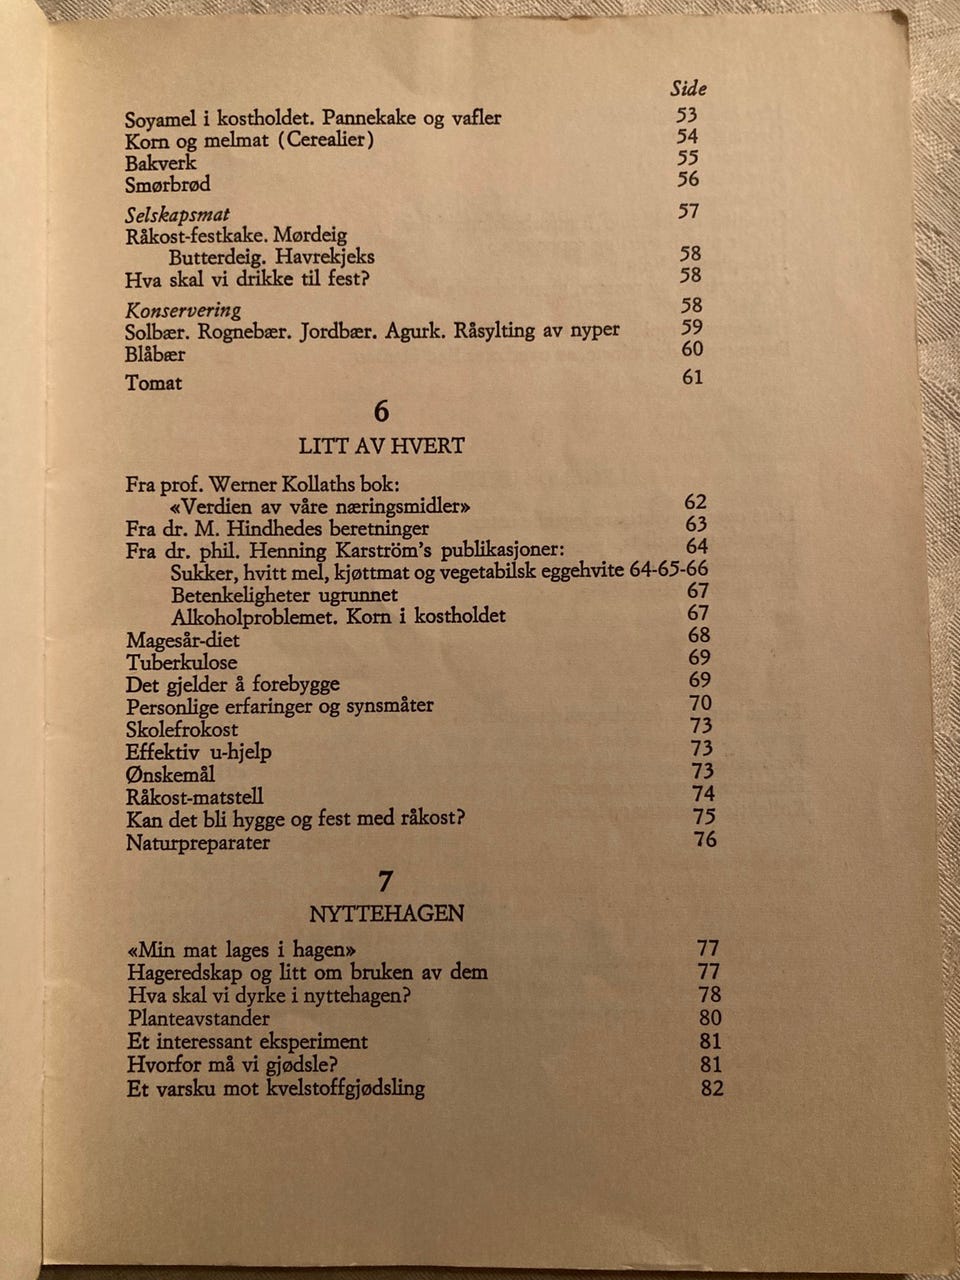 Side
Soyamel i kostholdet. Pannekake og vafler 53
Korn og melmat (Cerealier) 54
Bakverk 55
Smørbrød 56
Selskapsmat 57
Råkost-festkake. Mørdeig
Butterdeig. Havrekjeks 58
Hva skal vi drikke til fest? 58
Konservering 58
Solbær. Rognebær. Jordbær. Agurk. Råsylting av nyper 59
Blåbær 60
Tomat 61
6
LITT AV HVERT
Fra prof. Werner Kollaths bok:
«Verdien av våre næringsmidler» 62
Fra dr. M. Hindhedes beretninger 63
Fra dr. phil. Henning Karström's publikasjoner: 64
Sukker, hvitt mel, kjøttmat og vegetabilsk eggehvite 64-65-66
Betenkeligheter ugrunnet 67
Alkoholproblemet. Korn i kostholdet 67
Magesår-diet 68
Tuberkulose 69
Det gjelder å forebygge 69
Personlige erfaringer og synsmåter 70
Skolefrokost 73
Effektiv u-hjelp 73
Ønskemål 73
Råkost-matstell 74
Kan det bli hygge og fest med råkost? 75
Naturpreparater 76
7
NYTTEHAGEN
«Min mat lages i hagen» 77
Hageredskap og litt om bruken av dem 77
Hva skal vi dyrke i nyttehagen? 78
Planteavstander 80
Et interessant eksperiment 81
Hvorfor må vi gjødsle? 81
Et varsku mot kvelstoffgjødsling 82